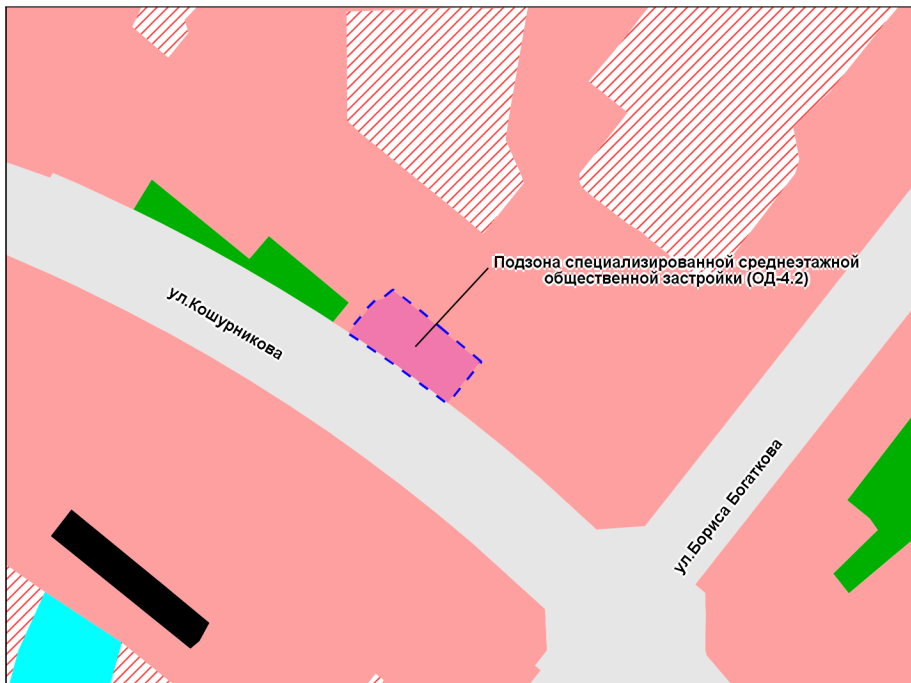 Подзона специализированной среднеэтажной
общественной застройки (ОД-4.2)
ул.Кошурникова
ул.Бориса Богаткова